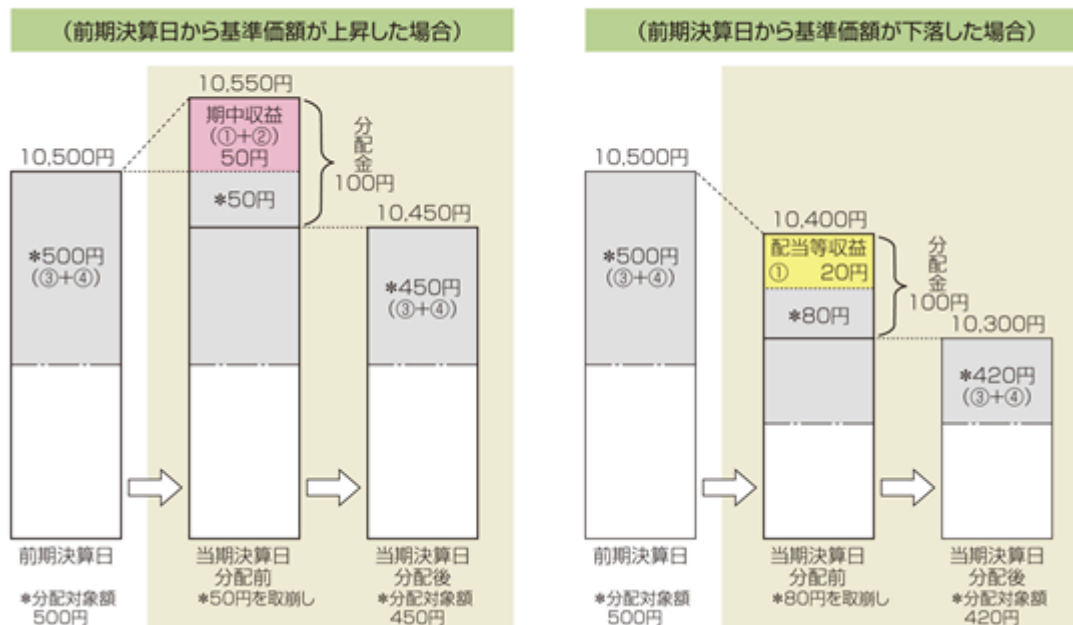 (前期決算日から基準価額が上昇した場合)
10,550円
期中収益
(①+②)
50円
分配金
100円
10,500円
*50円
10,450円
*500円
(③+④)
*450円
(③+④)
前期決算日
当期決算日
分配前
当期決算日
分配後
*分配対象額
500円
*50円を取崩し
*分配対象額
450円
(前期決算日から基準価額が下落した場合)
10,500円
10,400円
配当等収益
① 20円
分配金
100円
*500円
(③+④)
*80円
10,300円
*420円
(③+④)
前期決算日
当期決算日
分配前
当期決算日
分配後
*分配対象額
500円
*80円を取崩し
*分配対象額
420円